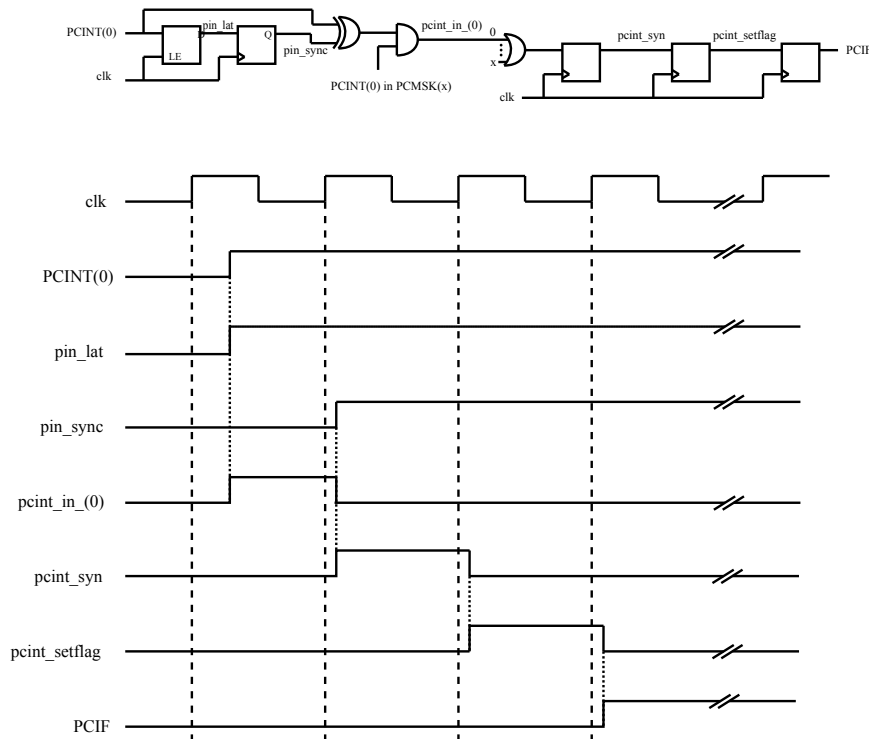 PCINT(0)
pin_lat
D
Q
LE
clk
pin_sync
pcint_in_(0)
PCINT(0) in PCMSK(x)
0
x
pcint_syn
pcint_setflag
PCIF
clk
clk
PCINT(0)
pin_lat
pin_sync
pcint_in_(0)
pcint_syn
pcint_setflag
PCIF